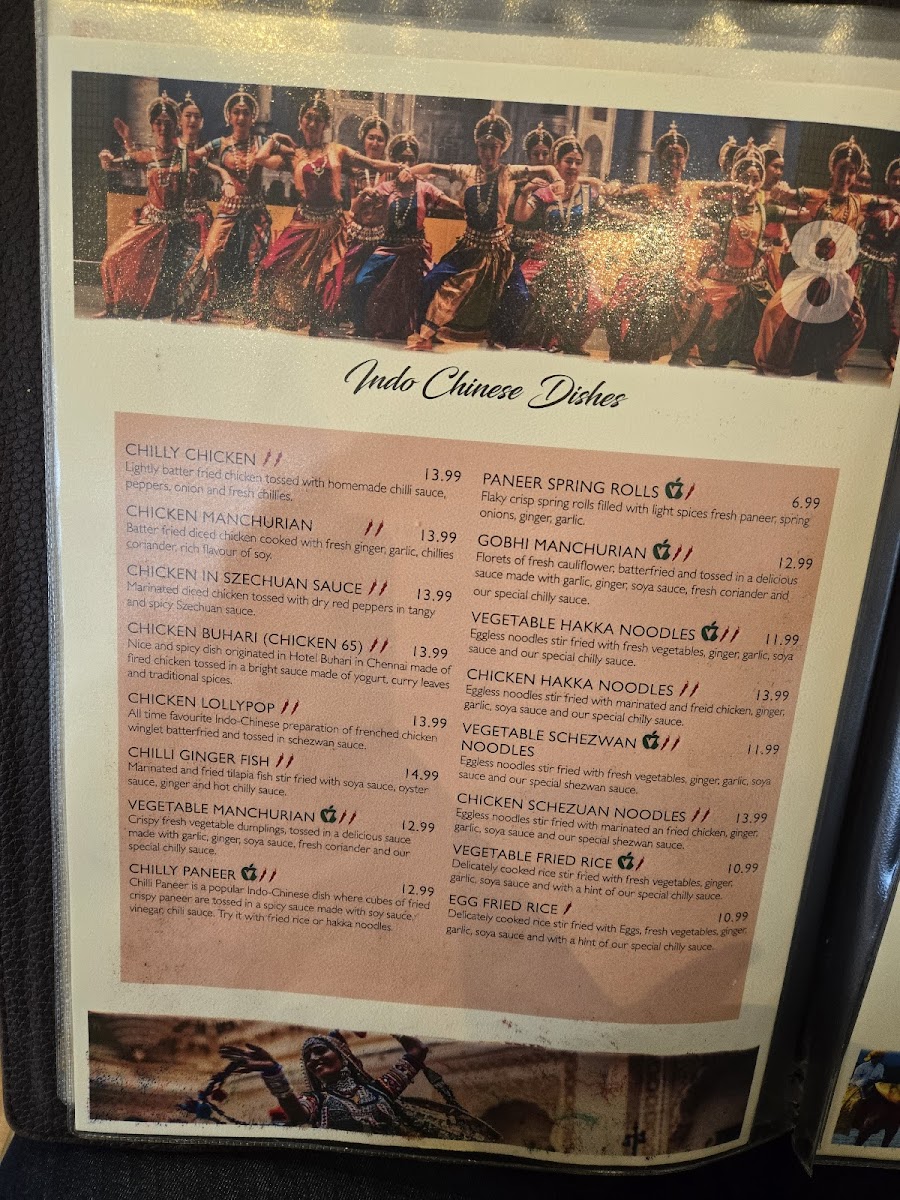 8
Indo Chinese Dishes
CHILLY CHICKEN 13.99
Lightly batter fried chicken tossed with homemade chilli sauce,
peppers, onion and fresh chillies.
CHICKEN MANCHURIAN 13.99
Batter fried diced chicken cooked with fresh ginger, garlic, chillies
coriander, rich flavour of soy.
CHICKEN IN SZECHUAN SAUCE 13.99
Marinated diced chicken tossed with dry red peppers in tangy
and spicy Szechuan sauce.
CHICKEN BUHARI (CHICKEN 65) 13.99
Nice and spicy dish originated in Hotel Buhari in Chennai made of
fired chicken tossed in a bright sauce made of yogurt, curry leaves
and traditional spices.
CHICKEN LOLLYPOP 13.99
All time favourite Indo-Chinese preparation of frenched chicken
winglet batterfried and tossed in schezwan sauce.
CHILLI GINGER FISH 14.99
Marinated and fried tilapia fish stir fried with soya sauce, oyster
sauce, ginger and hot chilly sauce.
VEGETABLE MANCHURIAN 12.99
Crispy fresh vegetable dumplings, tossed in a delicious sauce
made with garlic, ginger, soya sauce, fresh coriander and our
special chilly sauce.
CHILLY PANEER 12.99
Chilli Paneer is a popular Indo-Chinese dish where cubes of fried
crispy paneer are tossed in a spicy sauce made with soy sauce,
vinegar, chili sauce. Try it with fried rice or hakka noodles.
PANEER SPRING ROLLS 6.99
Flaky crisp spring rolls filled with light spices fresh paneer, spring
onions, ginger, garlic.
GOBHI MANCHURIAN 12.99
Florets of fresh cauliflower, batterfried and tossed in a delicious
sauce made with garlic, ginger, soya sauce, fresh coriander and
our special chilly sauce.
VEGETABLE HAKKA NOODLES 11.99
Eggless noodles stir fried with fresh vegetables, ginger, garlic, soya
sauce and our special chilly sauce.
CHICKEN HAKKA NOODLES 13.99
Eggless noodles stir fried with marinated and freid chicken, ginger,
garlic, soya sauce and our special chilly sauce.
VEGETABLE SCHEZWAN
NOODLES 11.99
Eggless noodles stir fried with fresh vegetables, ginger, garlic, soya
sauce and our special shezwan sauce.
CHICKEN SCHEZUAN NOODLES 13.99
Eggless noodles stir fried with marinated an fried chicken, ginger,
garlic, soya sauce and our special shezwan sauce.
VEGETABLE FRIED RICE 10.99
Delicately cooked rice stir fried with fresh vegetables, ginger,
garlic, soya sauce and with a hint of our special chilly sauce.
EGG FRIED RICE 10.99
Delicately cooked rice stir fried with Eggs, fresh vegetables, ginger,
garlic, soya sauce and with a hint of our special chilly sauce.